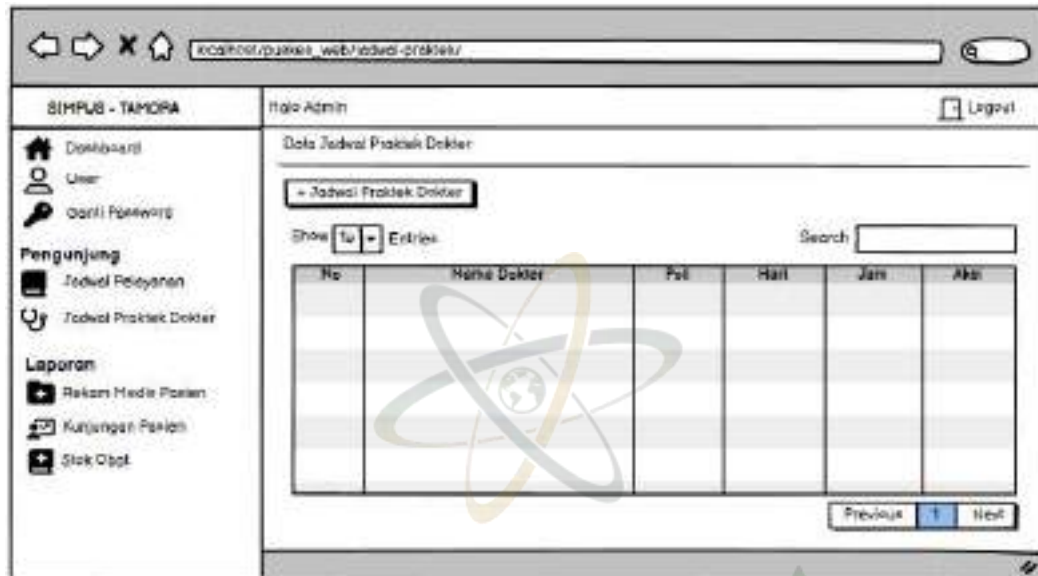 localhost/puskes_web/jadwal-praktek/
SIMPUS - TAMORA
Halo Admin
Logout
Dashboard
User
Ganti Password
Pengunjung
Jadwal Pelayanan
Jadwal Praktek Dokter
Laporan
Rekam Medis Pasien
Kunjungan Pasien
Stok Obat
Data Jadwal Praktek Dokter
+ Jadwal Praktek Dokter
Show 10 Entries
Search
No Nama Dokter Poli Hari Jam Aksi
Previous 1 Next